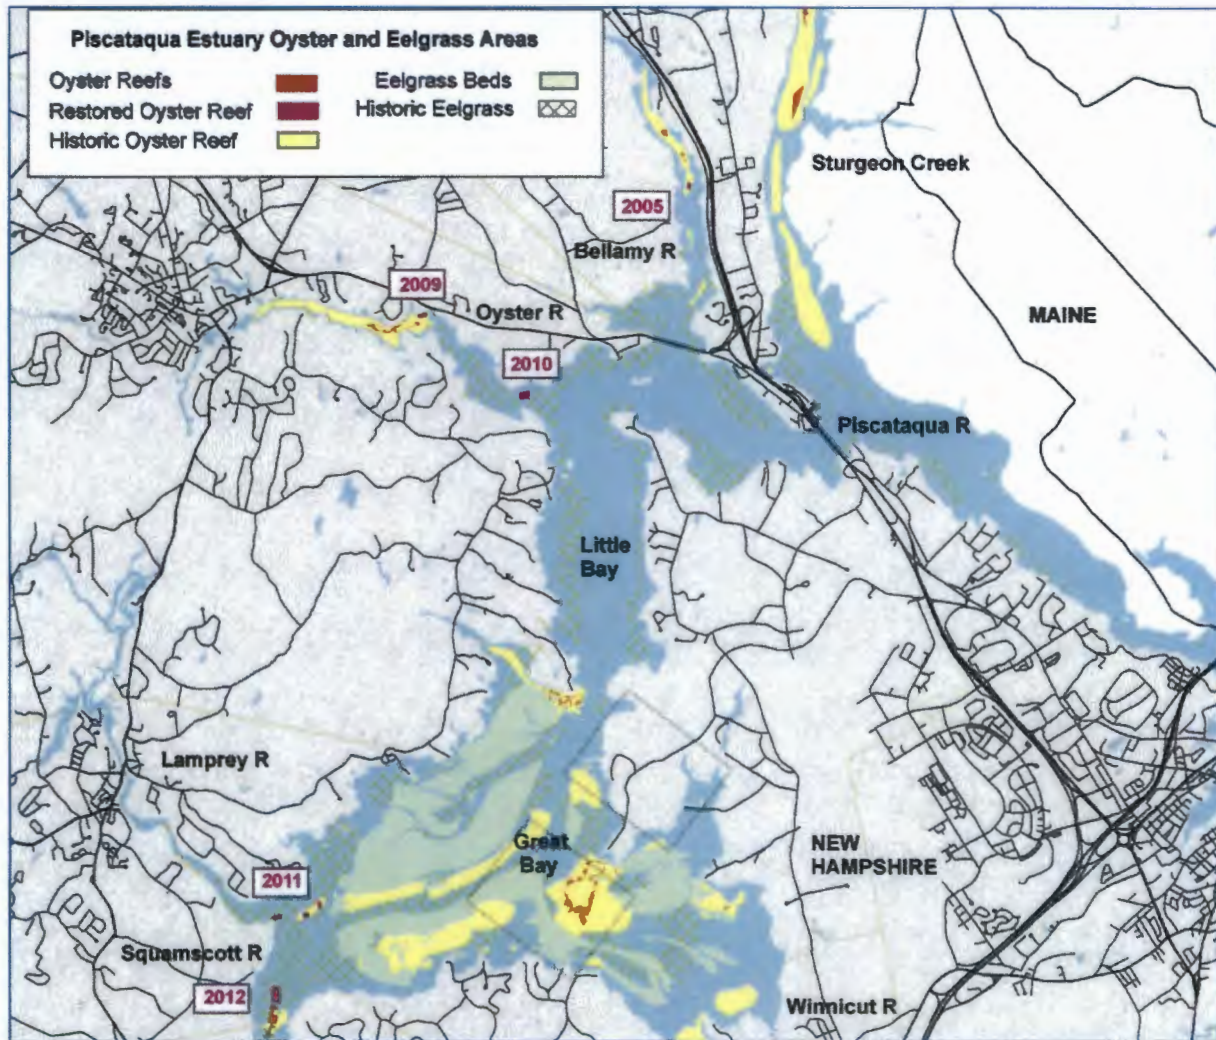 Piscataqua Estuary Oyster and Eelgrass Areas
Oyster Reefs
Eelgrass Beds
Restored Oyster Reef
Historic Eelgrass
Historic Oyster Reef
Sturgeon Creek
2005
Bellamy R
2009
Oyster R
MAINE
2010
Piscataqua R
Little
Bay
Lamprey R
Great
Bay
NEW
HAMPSHIRE
2011
Squamscott R
2012
Winnicut R